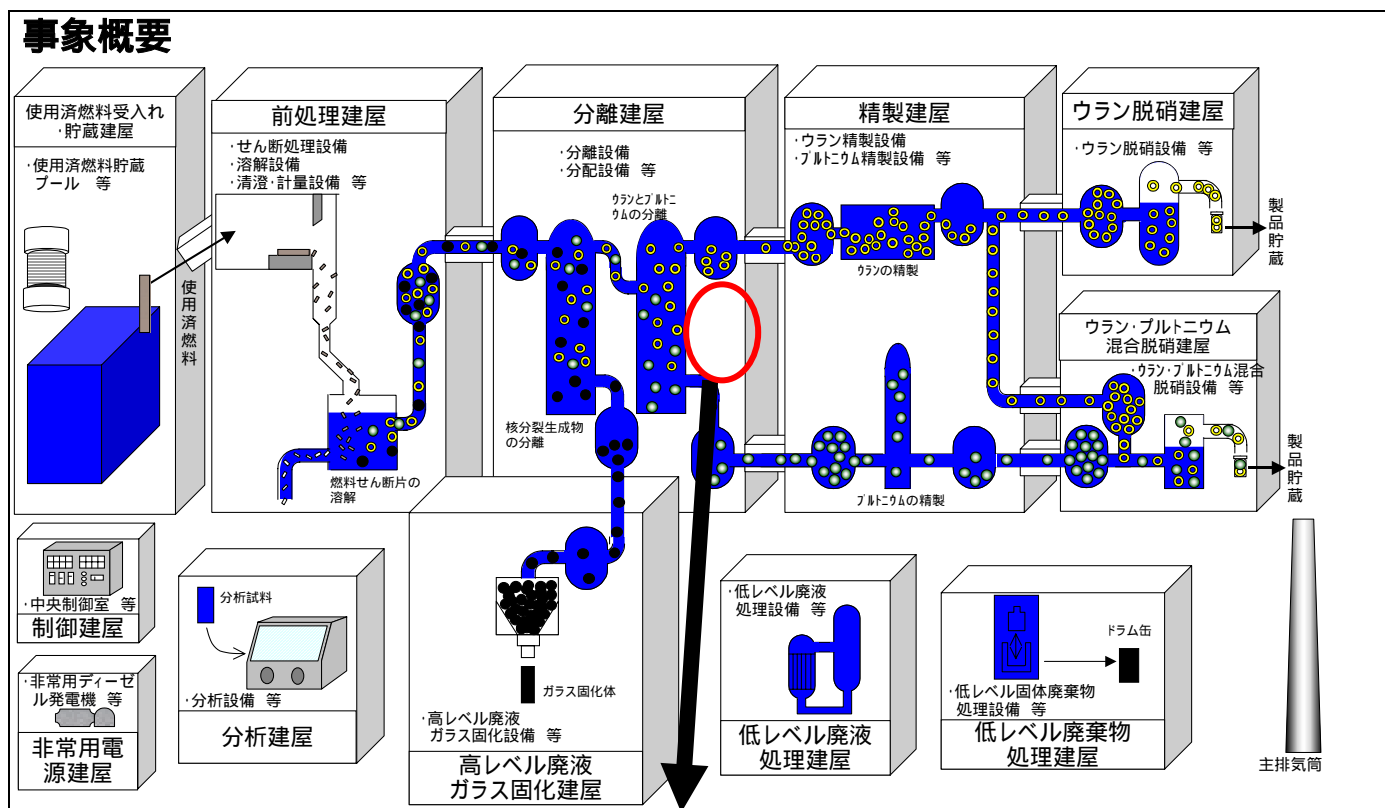 事象概要
使用済燃料受入れ
・貯蔵建屋
・使用済燃料貯蔵
プール 等
使用済燃料
前処理建屋
・せん断処理設備
・溶解設備
・清澄・計量設備 等
燃料せん断片の
溶解
分離建屋
・分離設備
・分配設備 等
ウランとプルトニ
ウムの分離
核分裂生成物
の分離
精製建屋
・ウラン精製設備
・プルトニウム精製設備 等
ウランの精製
プルトニウムの精製
ウラン脱硝建屋
・ウラン脱硝設備 等
製品貯蔵
ウラン・プルトニウム
混合脱硝建屋
・ウラン・プルトニウム混合
脱硝設備 等
製品貯蔵
・中央制御室 等
制御建屋
・非常用ディーゼ
ル発電機 等
非常用電
源建屋
分析試料
・分析設備 等
分析建屋
ガラス固化体
・高レベル廃液
ガラス固化設備 等
高レベル廃液
ガラス固化建屋
・低レベル廃液
処理設備 等
低レベル廃液
処理建屋
ドラム缶
・低レベル固体廃棄物
処理設備 等
低レベル廃棄物
処理建屋
主排気筒